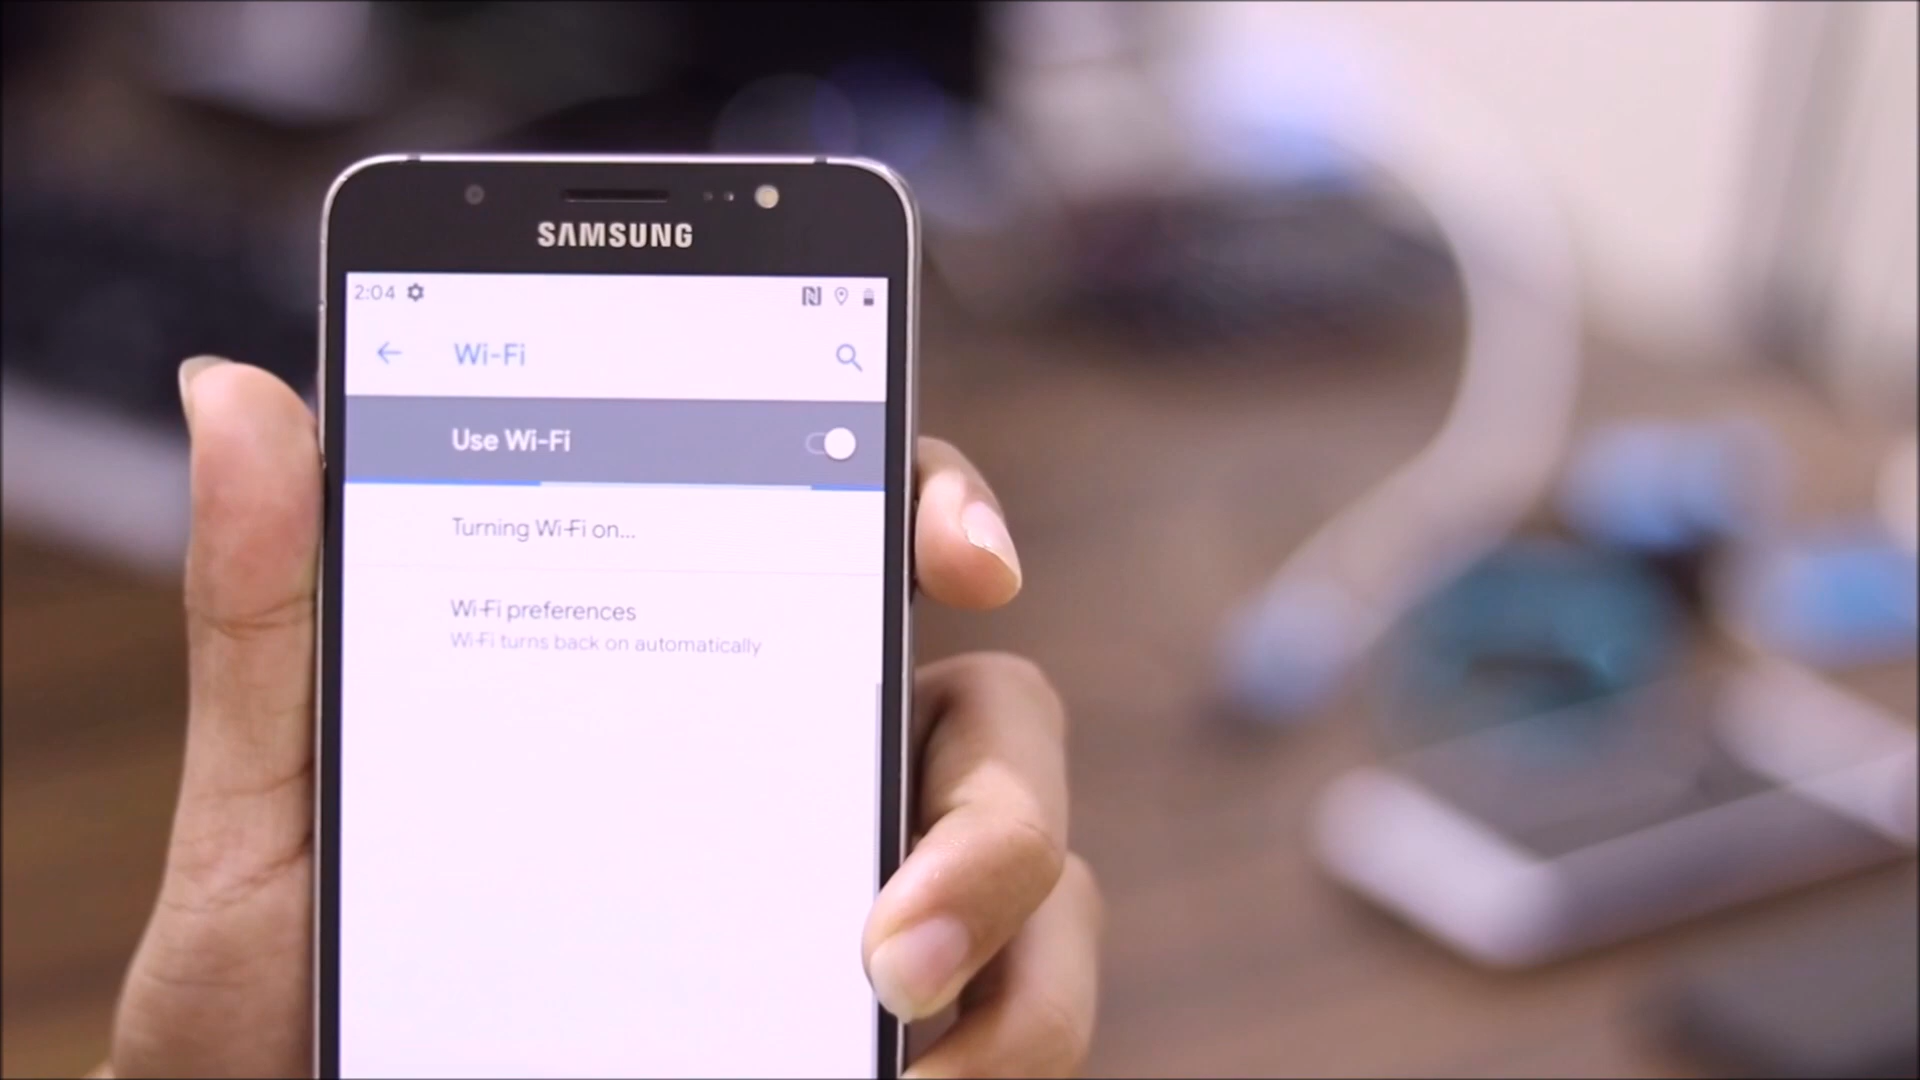 SAMSUNG
2:04
Wi-Fi
Use Wi-Fi
Turning Wi-Fi on...
Wi-Fi preferences
Wi-Fi turns back on automatically